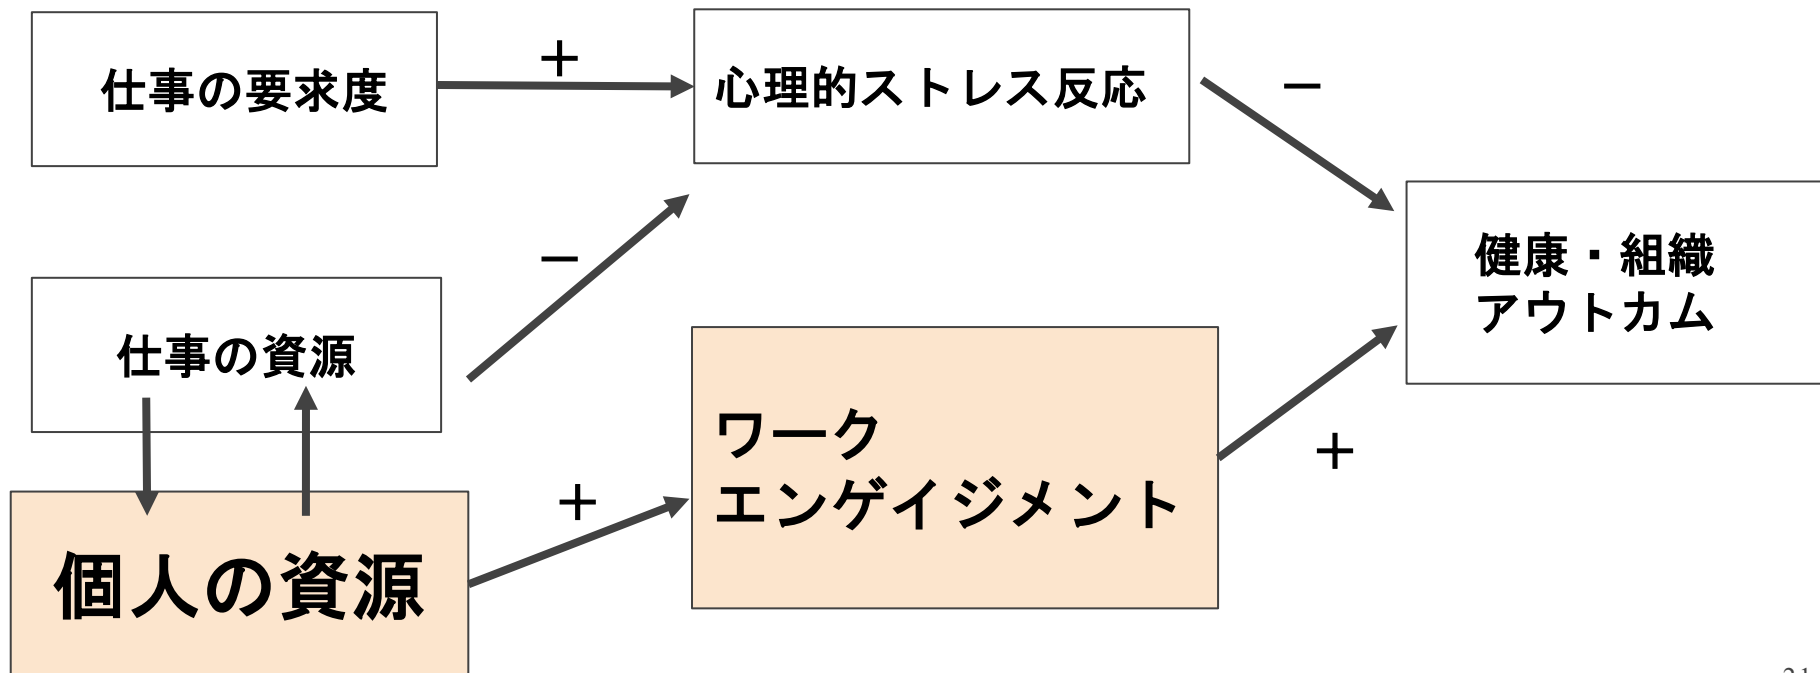 仕事の要求度
＋
心理的ストレス反応
－
仕事の資源
－
健康・組織
アウトカム
ワーク
エンゲイジメント
＋
＋
個人の資源